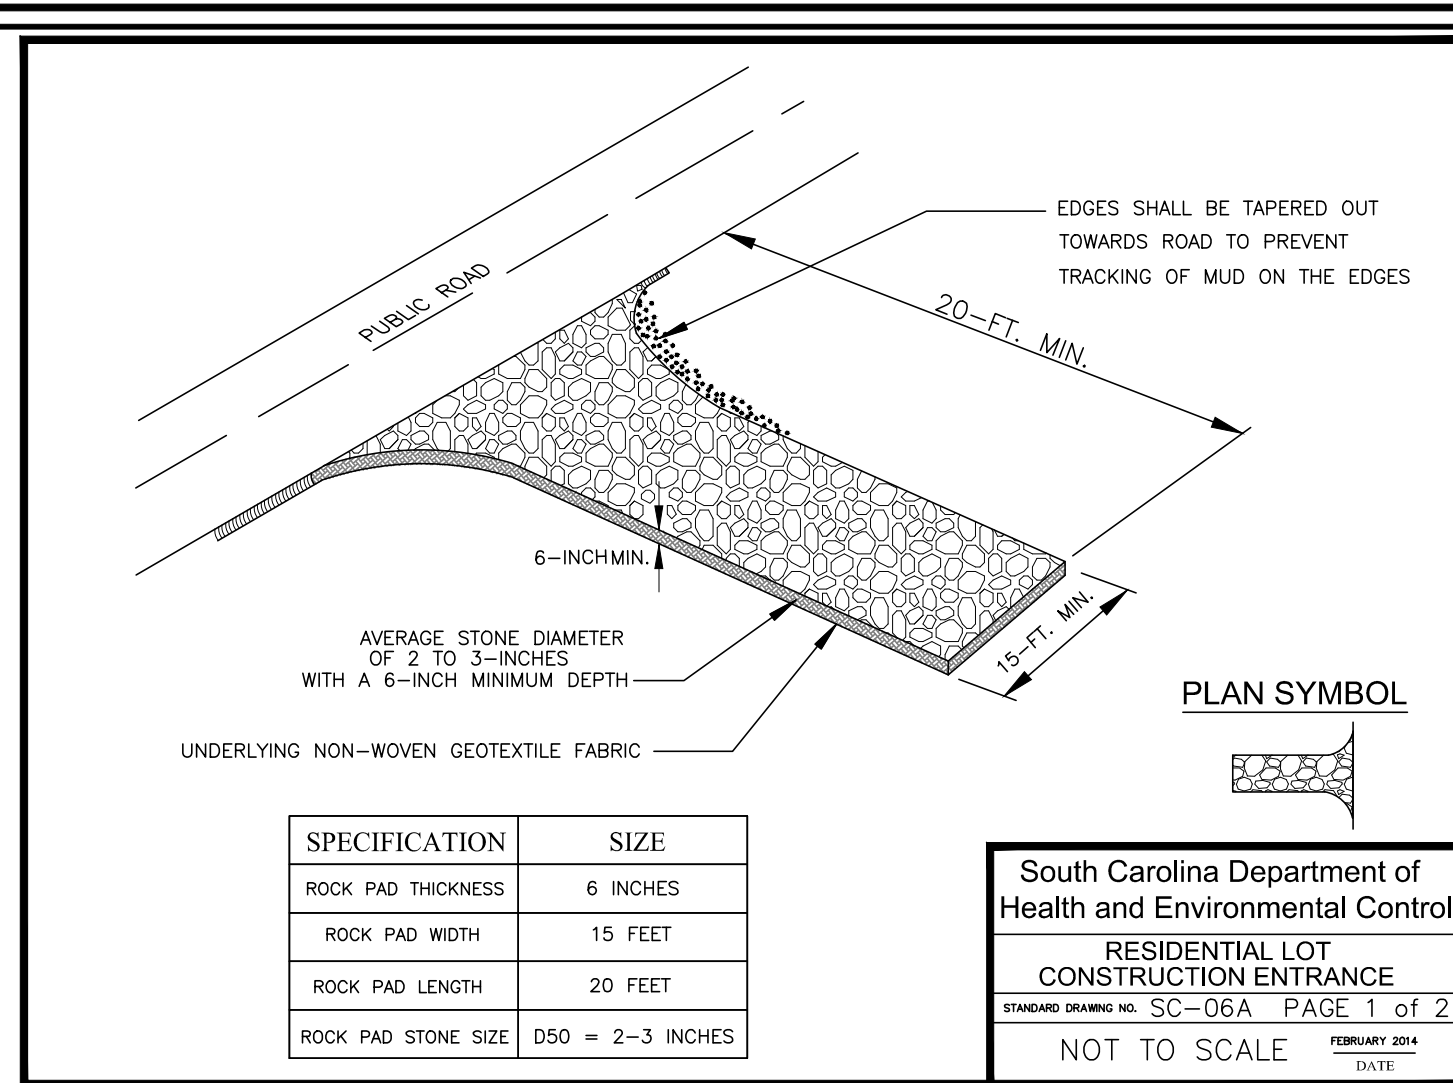 EDGES SHALL BE TAPERED OUT
TOWARDS ROAD TO PREVENT
TRACKING OF MUD ON THE EDGES
PUBLIC ROAD
20-FT. MIN.
6-INCH MIN.
15-FT. MIN.
AVERAGE STONE DIAMETER
OF 2 TO 3-INCHES
WITH A 6-INCH MINIMUM DEPTH
UNDERLYING NON-WOVEN GEOTEXTILE FABRIC
PLAN SYMBOL
SPECIFICATION SIZE
ROCK PAD THICKNESS 6 INCHES
ROCK PAD WIDTH 15 FEET
ROCK PAD LENGTH 20 FEET
ROCK PAD STONE SIZE D50 = 2-3 INCHES
South Carolina Department of
Health and Environmental Control
RESIDENTIAL LOT
CONSTRUCTION ENTRANCE
STANDARD DRAWING NO. SC-06A PAGE 1 of 2
NOT TO SCALE FEBRUARY 2014
DATE